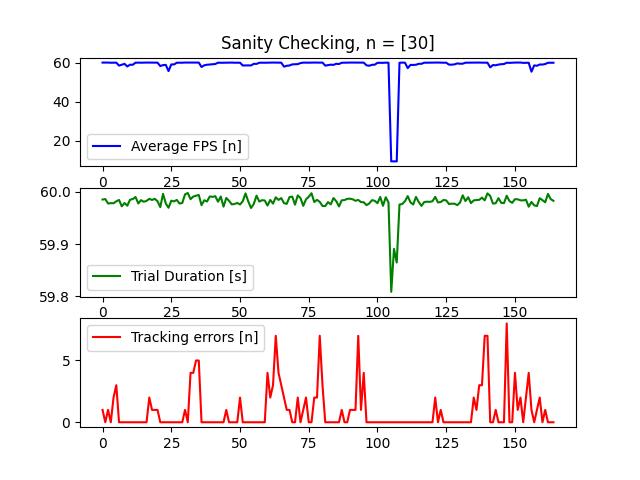 Sanity Checking, n = [30]
60
40
20
Average FPS [n]
0 25 50 75 100 125 150
60.0
59.9
59.8
Trial Duration [s]
0 25 50 75 100 125 150
Tracking errors [n]
5
0
0 25 50 75 100 125 150